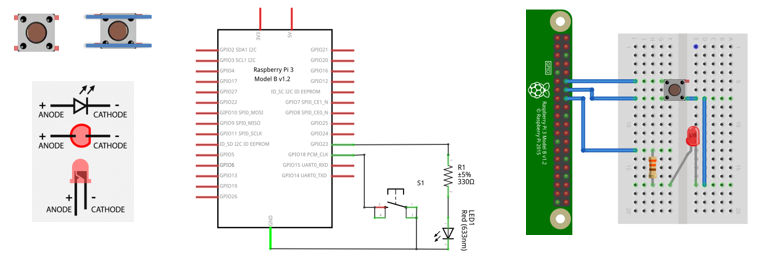 +
-
ANODE
CATHODE
+
-
ANODE
CATHODE
+
-
ANODE
CATHODE
3V3
5V
Raspberry Pi 3
Model B v1.2
GPIO2 SDA1 I2C
GPIO3 SCL1 I2C
GPIO4
GPIO17
GPIO27
GPIO22
GPIO10 SPI0_MOSI
GPIO9 SPI0_MISO
GPIO11 SPI0_SCLK
ID_SD I2C ID EEPROM
GPIO5
GPIO6
GPIO13
GPIO19
GPIO26
GPIO21
GPIO20
GPIO16
GPIO12
ID_SC I2C ID EEPROM
GPIO7 SPI0_CE1_N
GPIO8 SPI0_CE0_N
GPIO25
GPIO24
GPIO23
GPIO18 PCM_CLK
GPIO15 UART0_RXD
GPIO14 UART0_TXD
GND
S1
R1
±5%
330Ω
LED1
Red (633nm)
GPIO
Raspberry Pi 3 Model B v1.2
© Raspberry Pi 2015